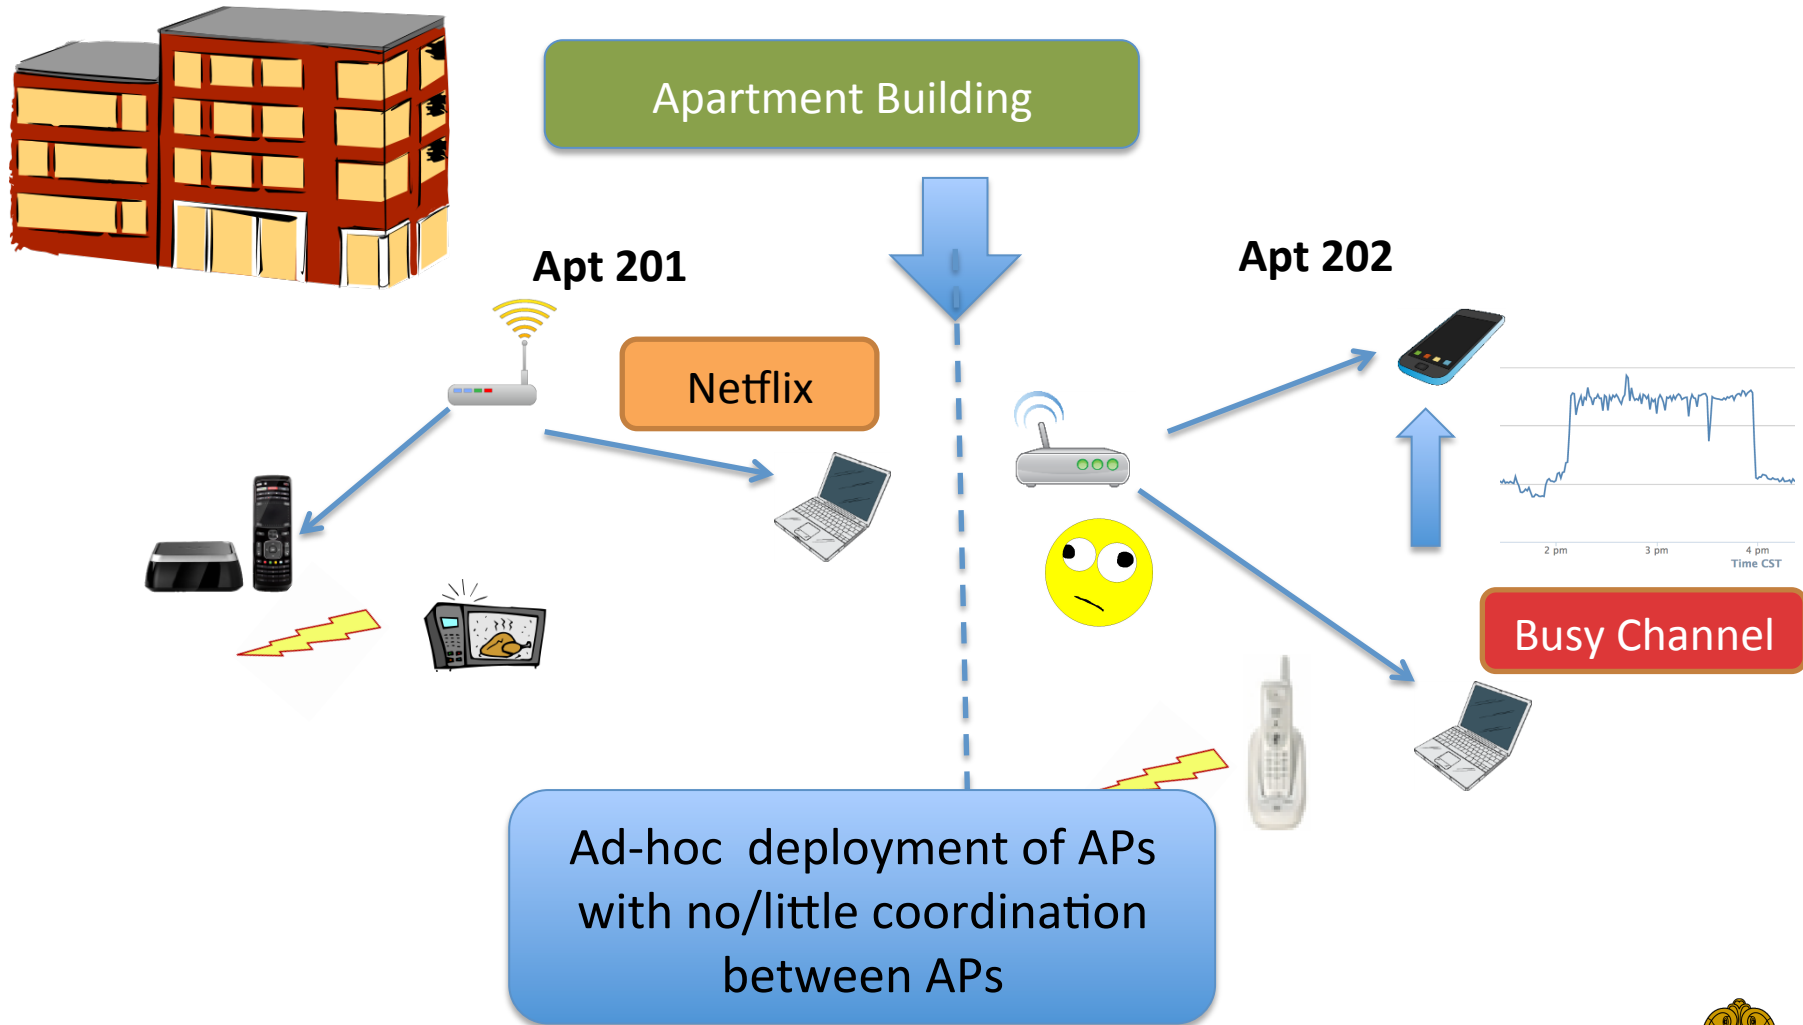 Apartment Building
Apt 201
Apt 202
Netflix
2 pm
3 pm
4 pm
Time CST
Busy Channel
Ad-hoc deployment of APs
with no/little coordination
between APs